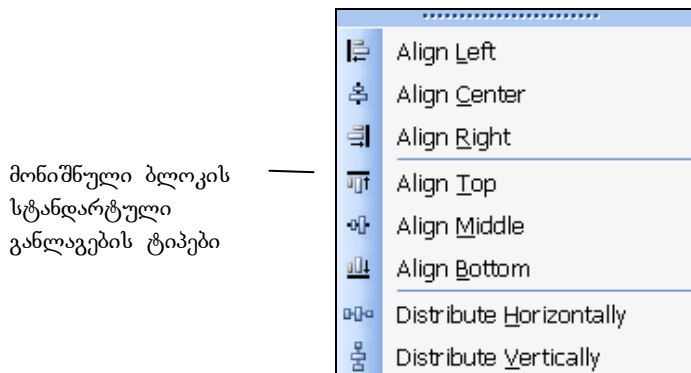 მონიშნული ბლოკის
სტანდარტული
განლაგების ტიპები
Align Left
Align Center
Align Right
Align Top
Align Middle
Align Bottom
Distribute Horizontally
Distribute Vertically